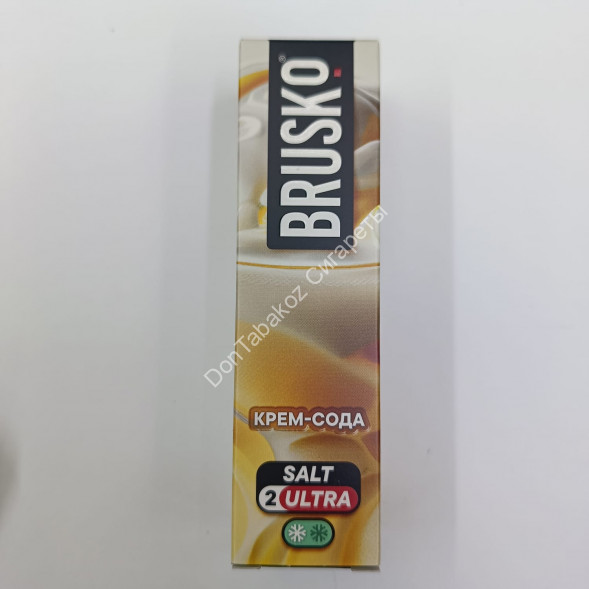 BRUSKO.®
DonTabakoz Сигареты
КРЕМ-СОДА
SALT
2 ULTRA